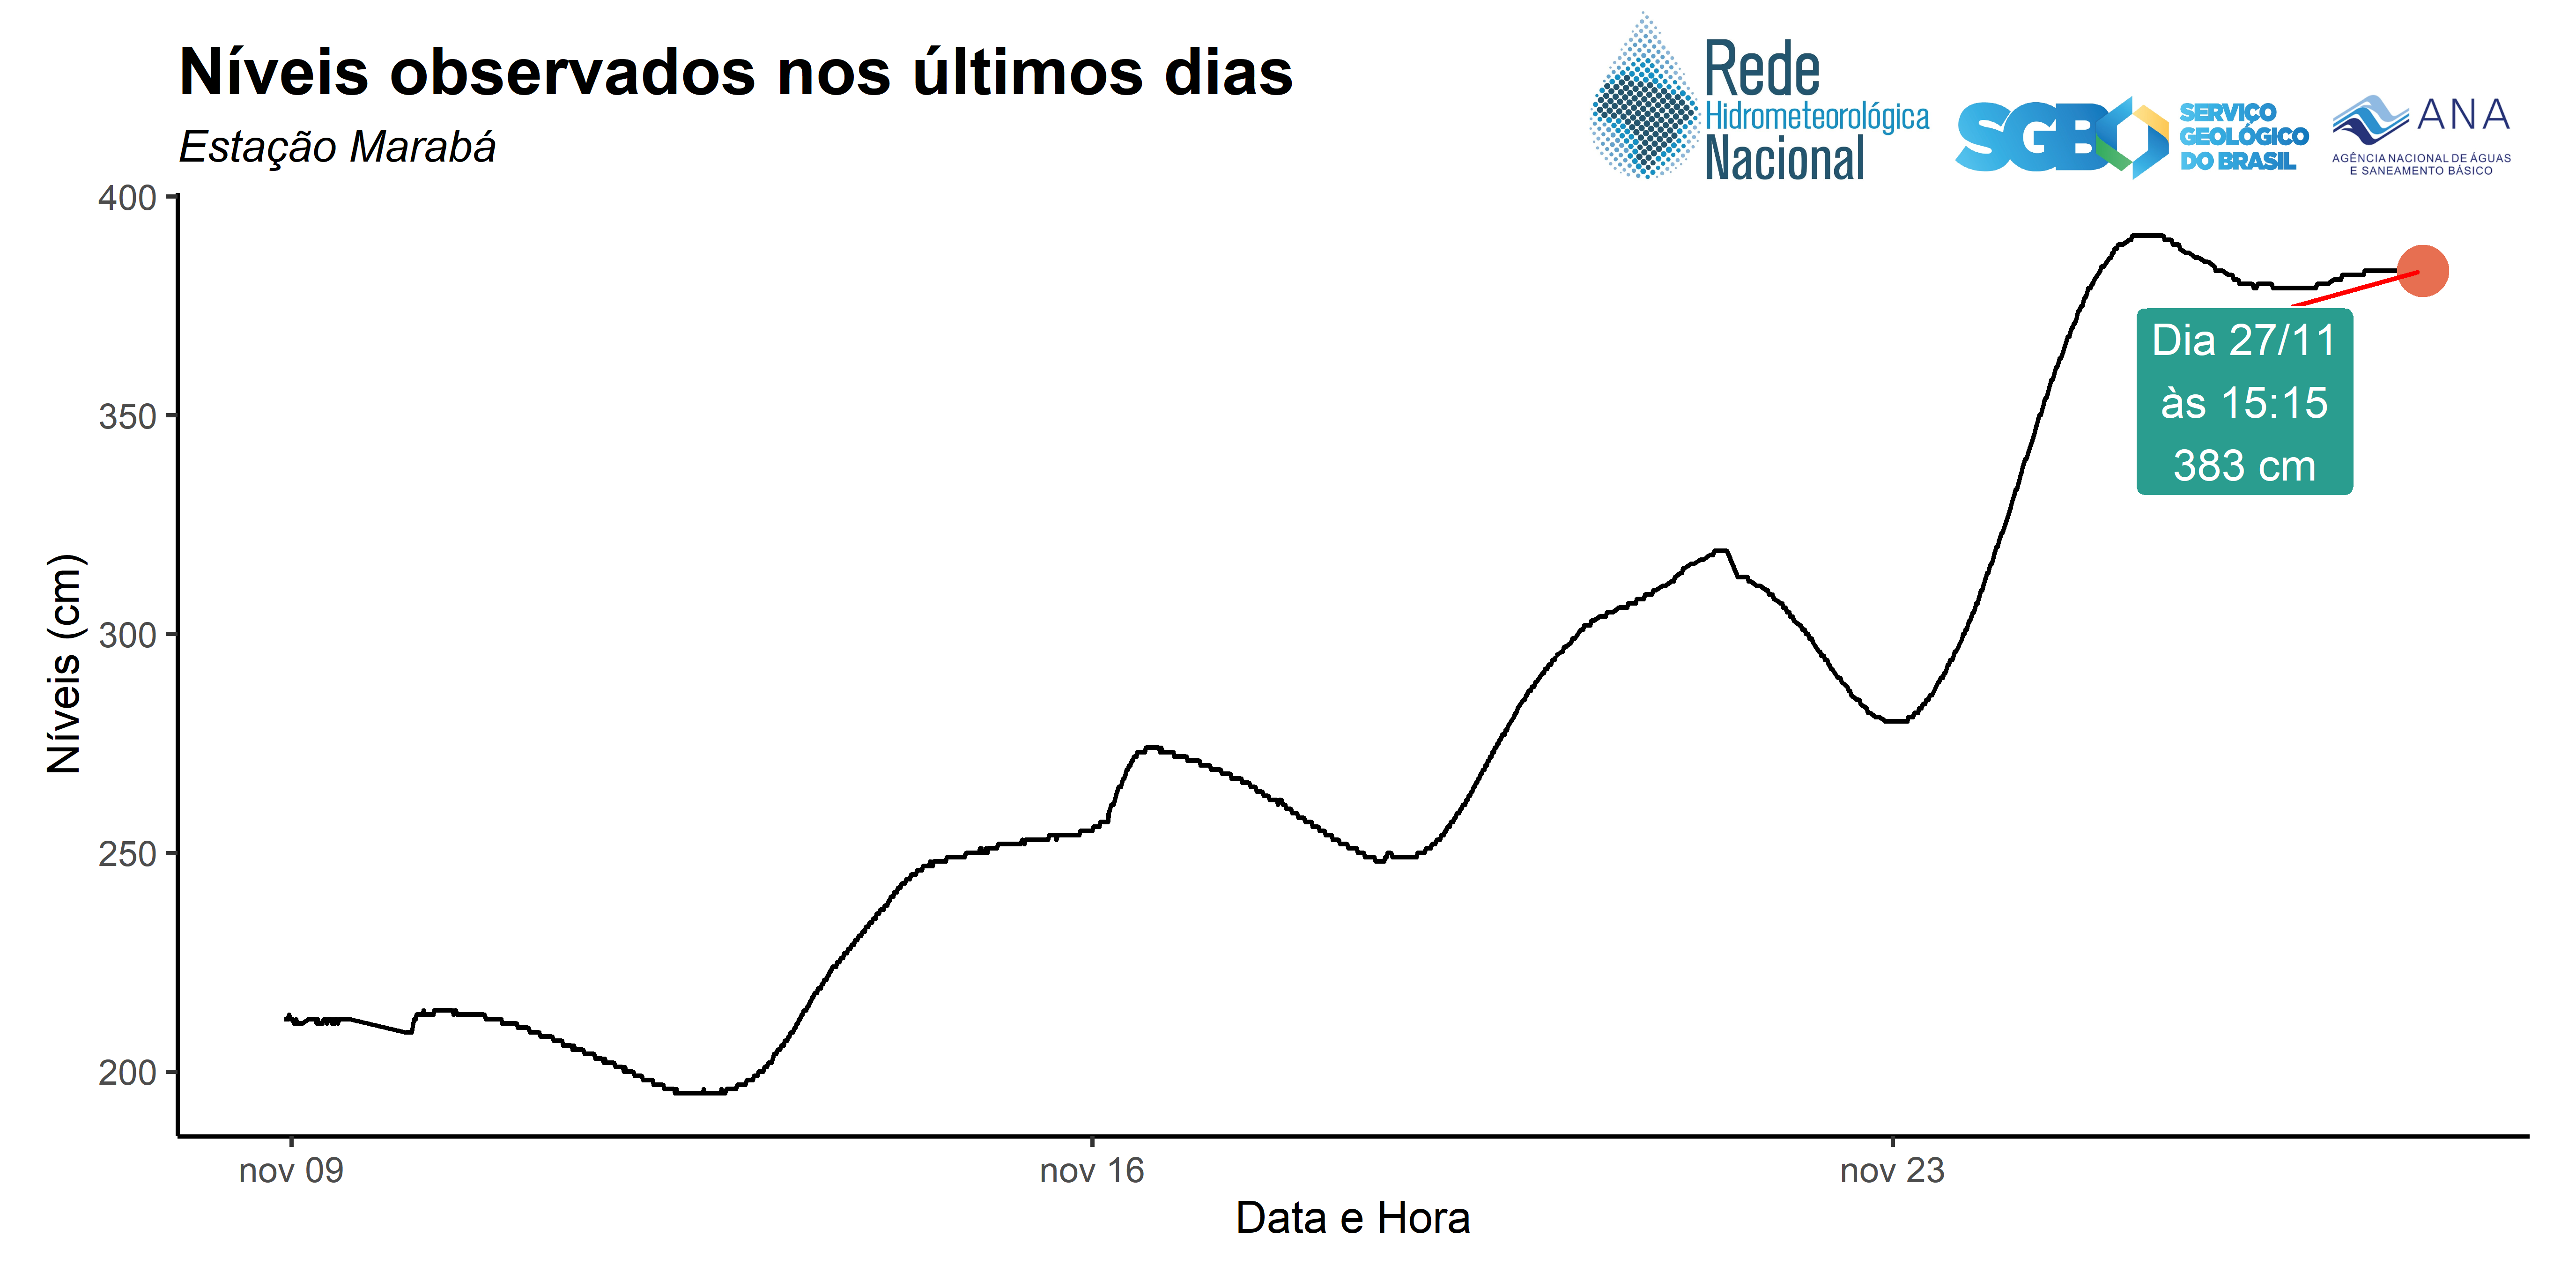 Níveis observados nos últimos dias
Estação Marabá
Rede
Hidrometeorológica
Nacional
SGB
SERVIÇO
GEOLÓGICO
DO BRASIL
ANA
AGÊNCIA NACIONAL DE ÁGUAS
E SANEAMENTO BÁSICO
400
350
300
250
200
Níveis (cm)
Dia 27/11
às 15:15
383 cm
nov 09
nov 16
nov 23
Data e Hora